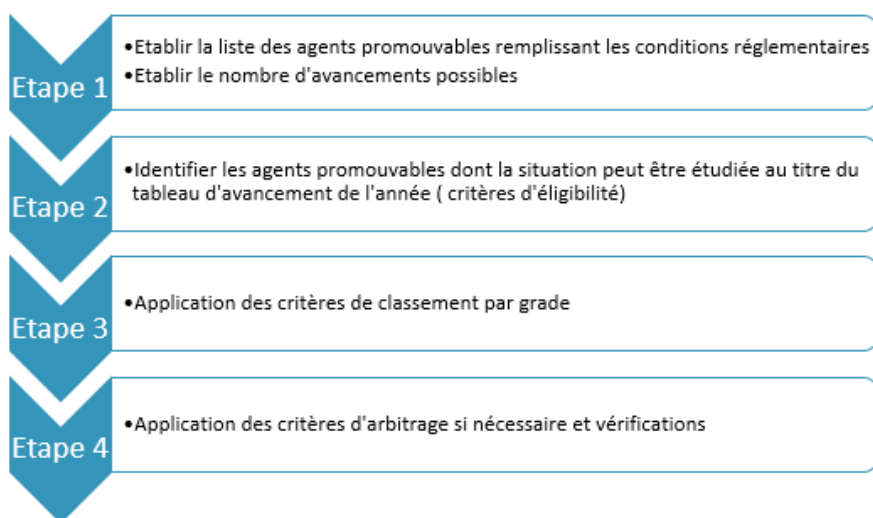 Etape 1
•Etablir la liste des agents promouvables remplissant les conditions réglementaires
•Etablir le nombre d'avancements possibles
Etape 2
•Identifier les agents promouvables dont la situation peut être étudiée au titre du
tableau d'avancement de l'année ( critères d'éligibilité)
Etape 3
•Application des critères de classement par grade
Etape 4
•Application des critères d'arbitrage si nécessaire et vérifications